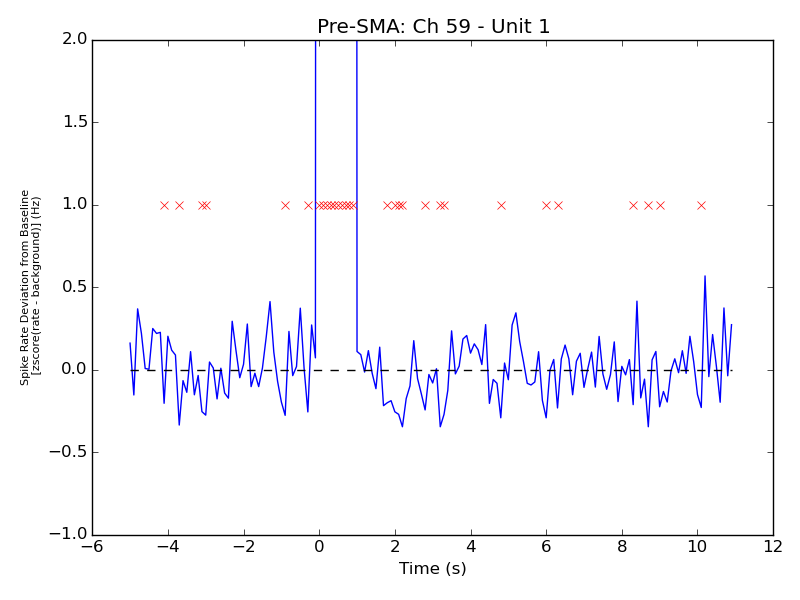 Pre-SMA: Ch 59 - Unit 1
2.0
1.5
1.0
0.5
0.0
−0.5
−1.0
Spike Rate Deviation from Baseline
[zscore(rate - background)] (Hz)
−6 −4 −2 0 2 4 6 8 10 12
Time (s)